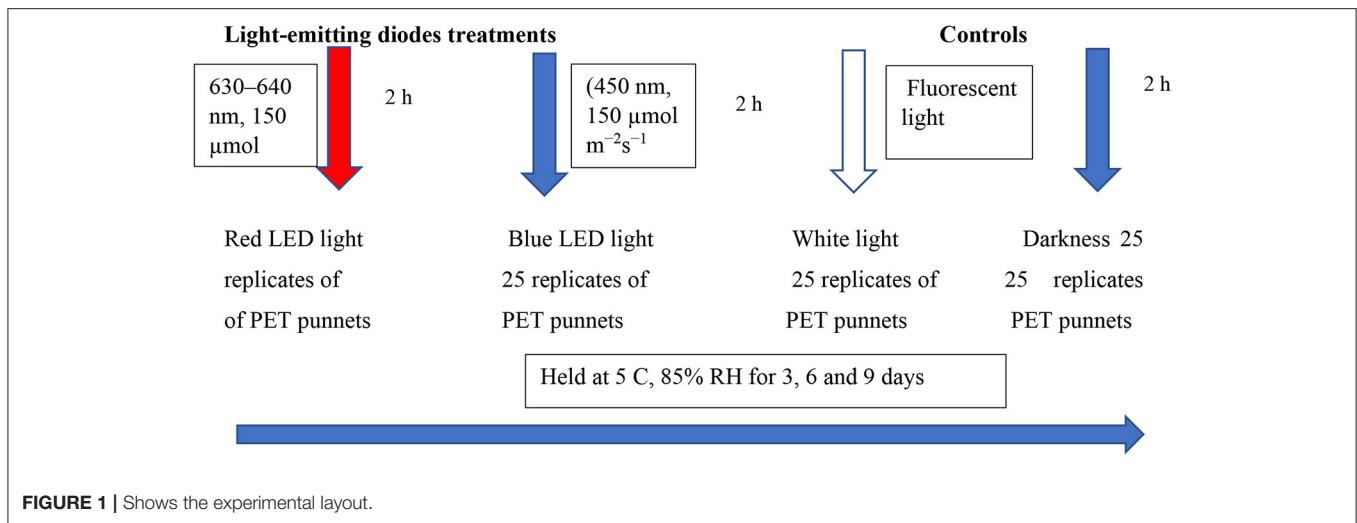 Light-emitting diodes treatments
Controls
630–640
nm, 150
µmol
2 h
(450 nm,
150 µmol
m⁻²s⁻¹
2 h
Fluorescent
light
2 h
Red LED light
replicates of
of PET punnets
Blue LED light
25 replicates of
PET punnets
White light
25 replicates of
PET punnets
Darkness 25
25 replicates
PET punnets
Held at 5 C, 85% RH for 3, 6 and 9 days
FIGURE 1 | Shows the experimental layout.